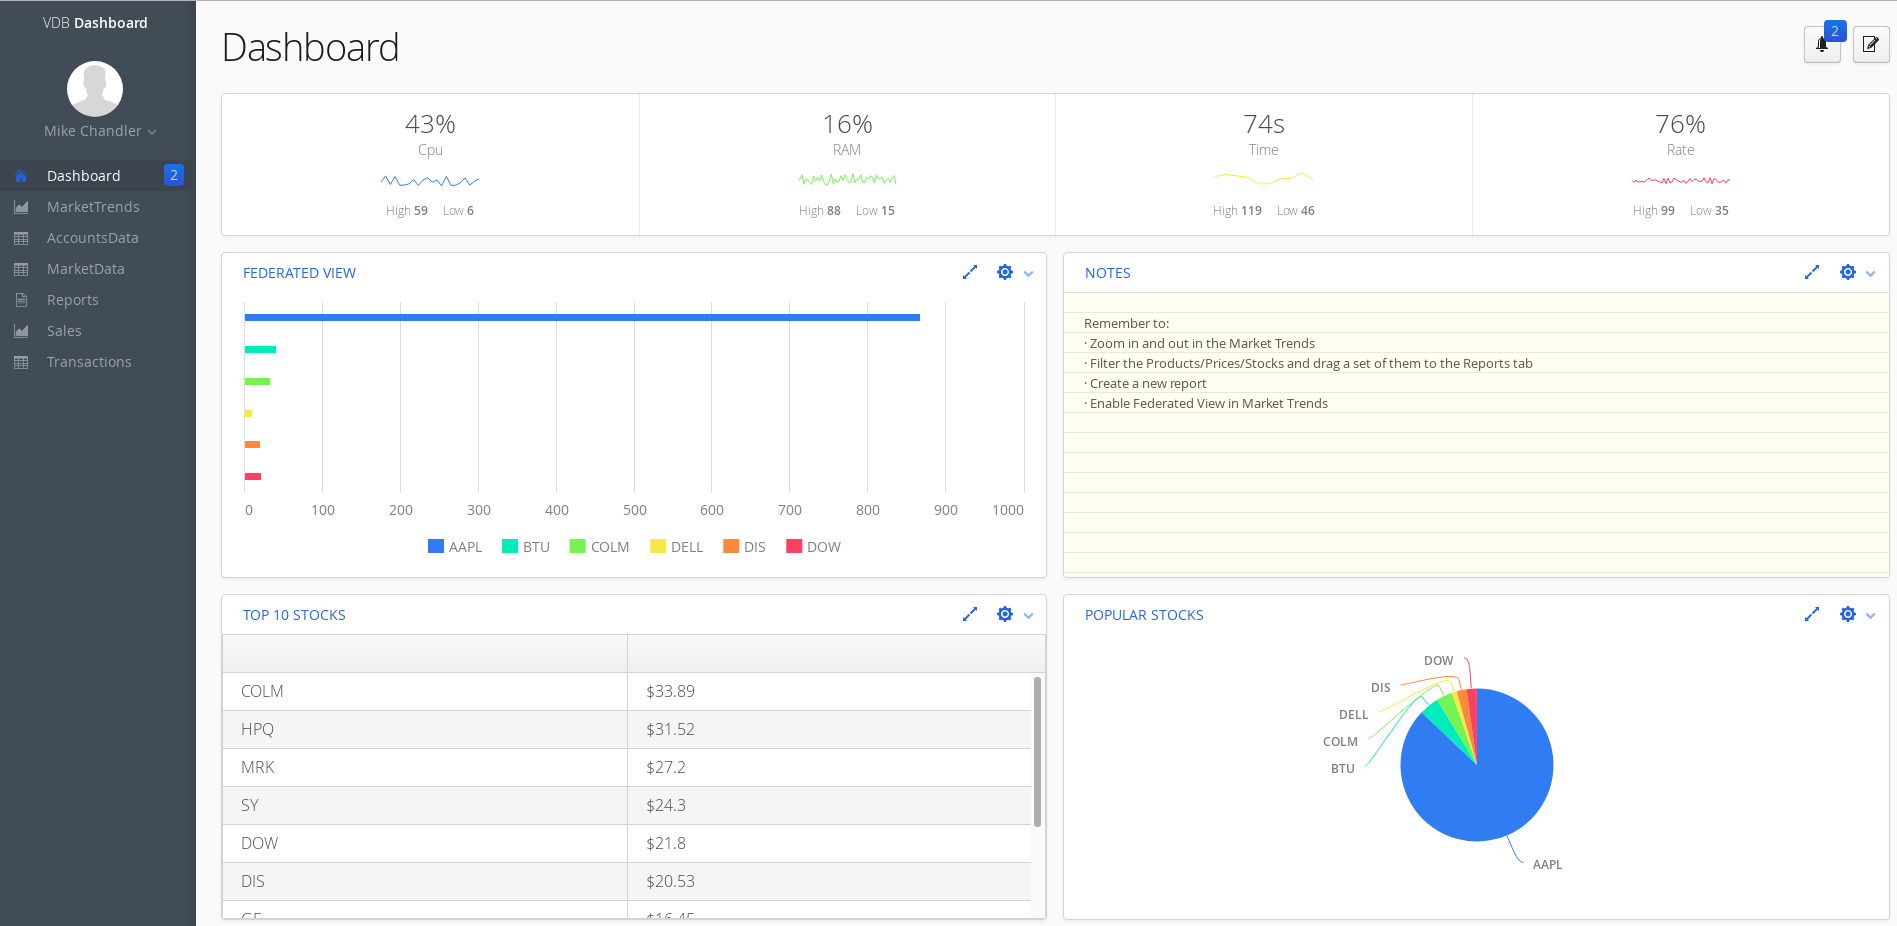 VDB Dashboard
Mike Chandler
Dashboard 2
MarketTrends
AccountsData
MarketData
Reports
Sales
Transactions
Dashboard
2
43%
Cpu
High 59 Low 6
16%
RAM
High 88 Low 15
74s
Time
High 119 Low 46
76%
Rate
High 99 Low 35
FEDERATED VIEW
0 100 200 300 400 500 600 700 800 900 1000
AAPL BTU COLM DELL DIS DOW
NOTES
Remember to:
· Zoom in and out in the Market Trends
· Filter the Products/Prices/Stocks and drag a set of them to the Reports tab
· Create a new report
· Enable Federated View in Market Trends
TOP 10 STOCKS
COLM $33.89
HPQ $31.52
MRK $27.2
SY $24.3
DOW $21.8
DIS $20.53
GE $16.45
POPULAR STOCKS
DOW
DIS
DELL
COLM
BTU
AAPL